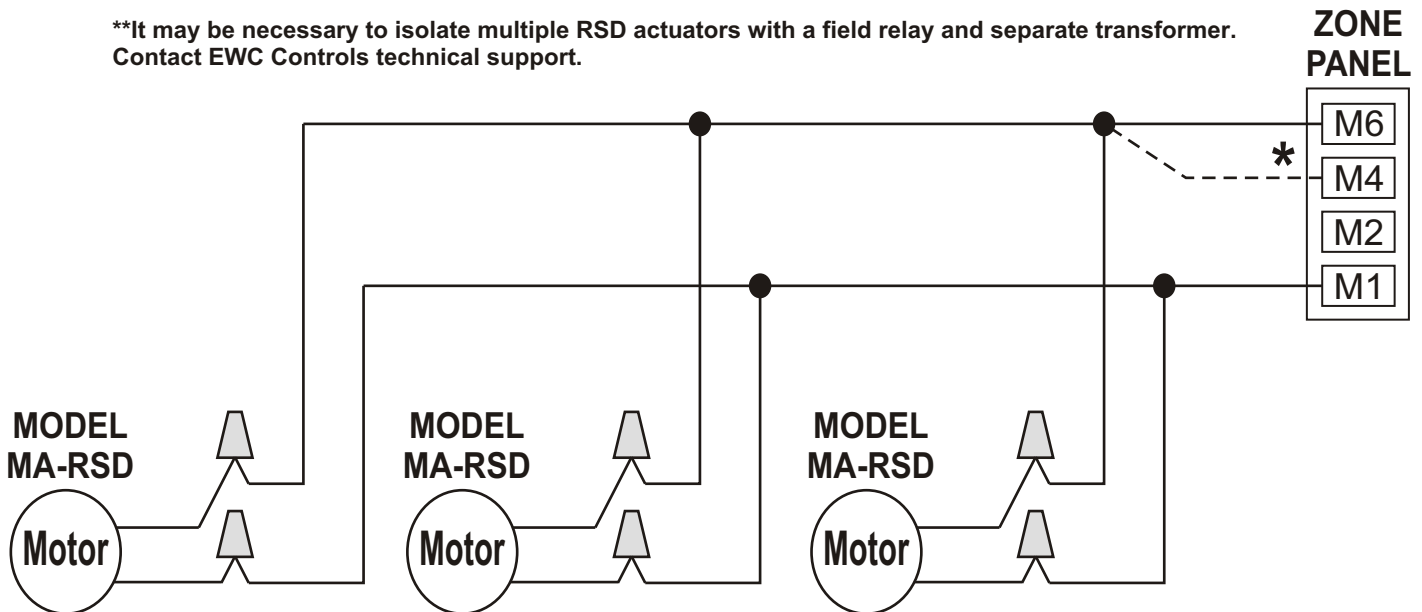 **It may be necessary to isolate multiple RSD actuators with a field relay and separate transformer.
Contact EWC Controls technical support.
ZONE
PANEL
M6
*
M4
M2
M1
MODEL
MA-RSD
Motor
MODEL
MA-RSD
Motor
MODEL
MA-RSD
Motor